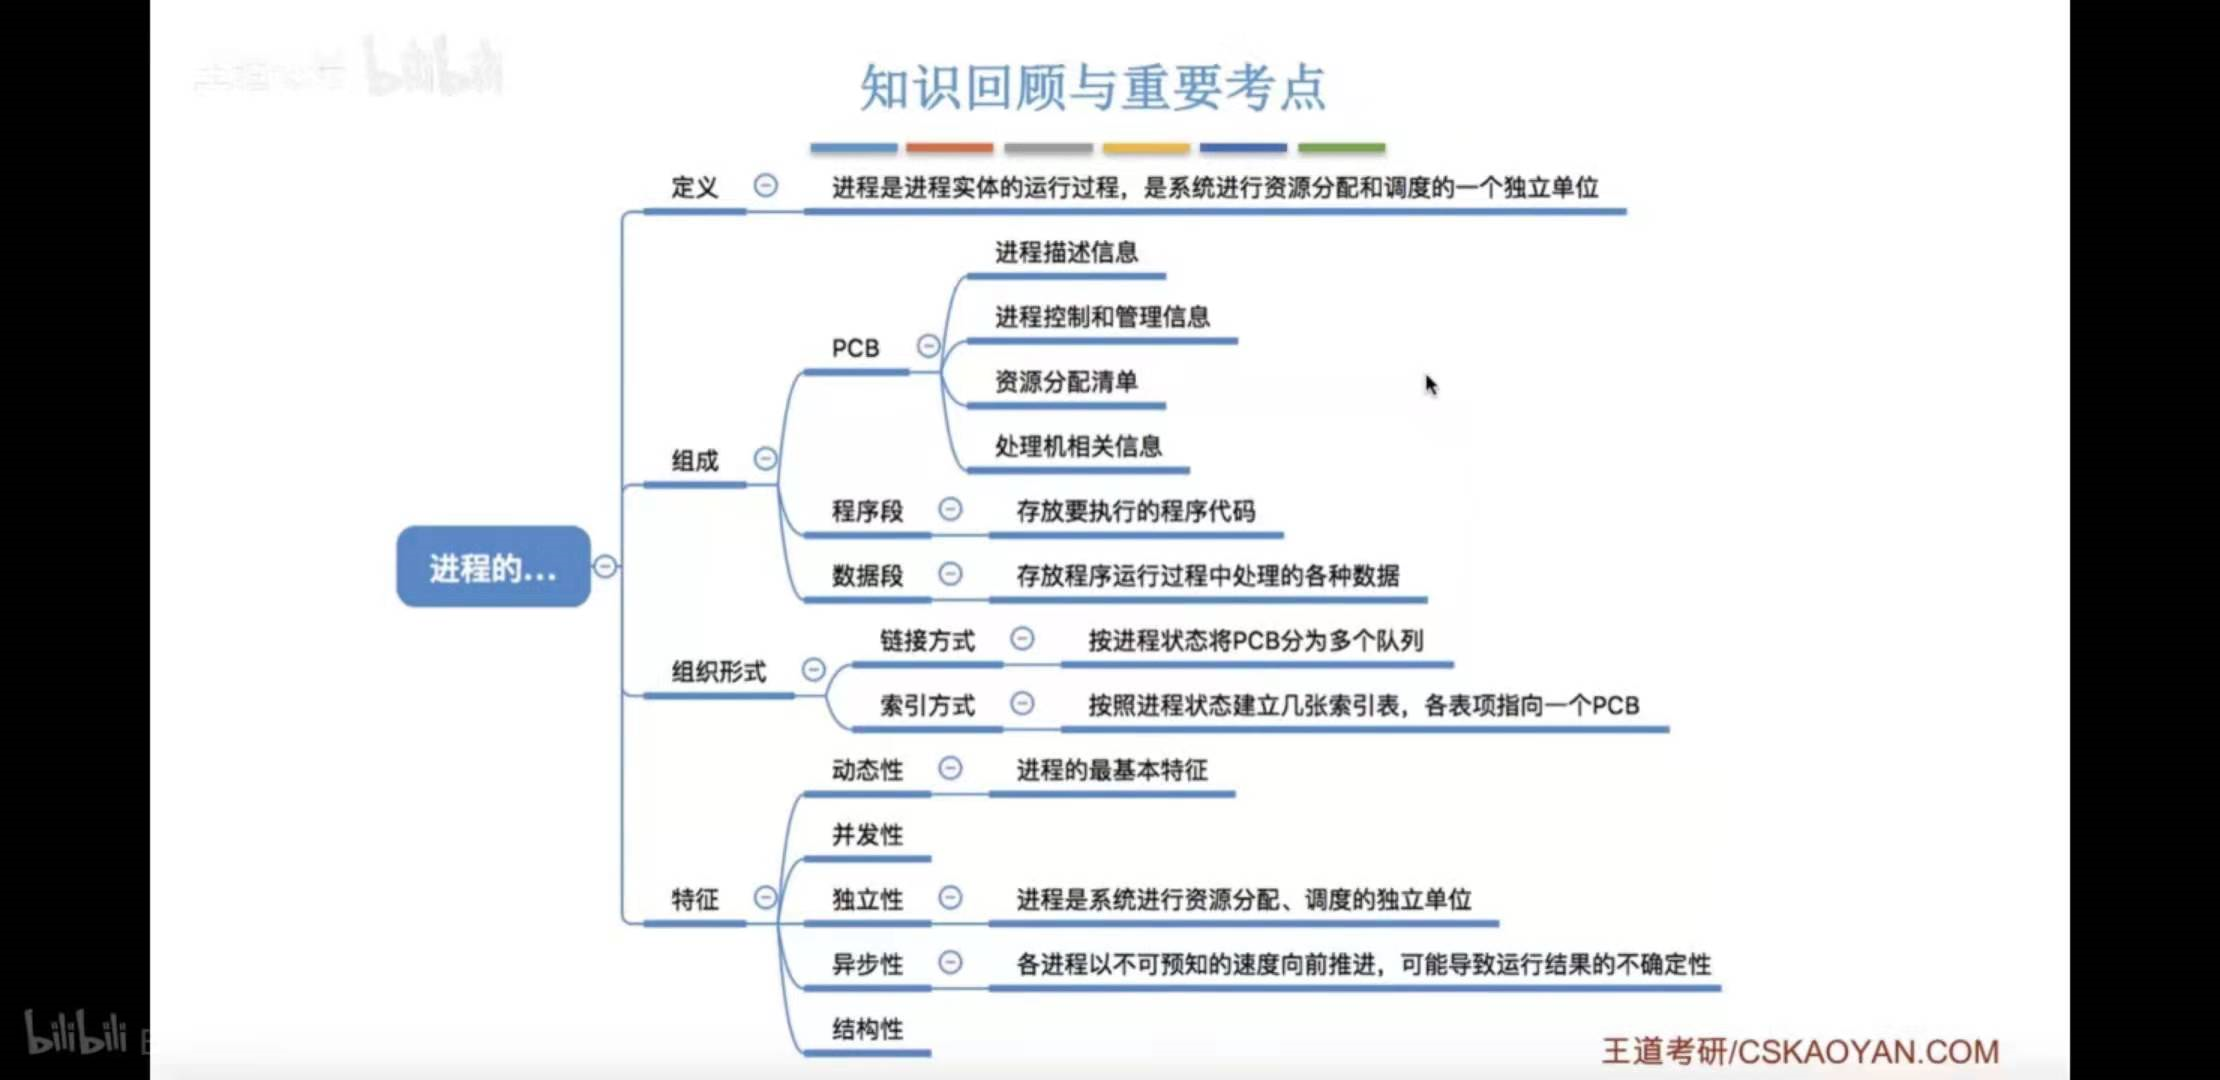 bilibili
知识回顾与重要考点
定义
进程是进程实体的运行过程，是系统进行资源分配和调度的一个独立单位
进程描述信息
进程控制和管理信息
PCB
资源分配清单
处理机相关信息
组成
程序段
存放要执行的程序代码
数据段
存放程序运行过程中处理的各种数据
进程的...
链接方式
按进程状态将PCB分为多个队列
组织形式
索引方式
按照进程状态建立几张索引表，各表项指向一个PCB
动态性
进程的最基本特征
并发性
特征
独立性
进程是系统进行资源分配、调度的独立单位
异步性
各进程以不可预知的速度向前推进，可能导致运行结果的不确定性
结构性
bilibili
王道考研/CSKAOYAN.COM